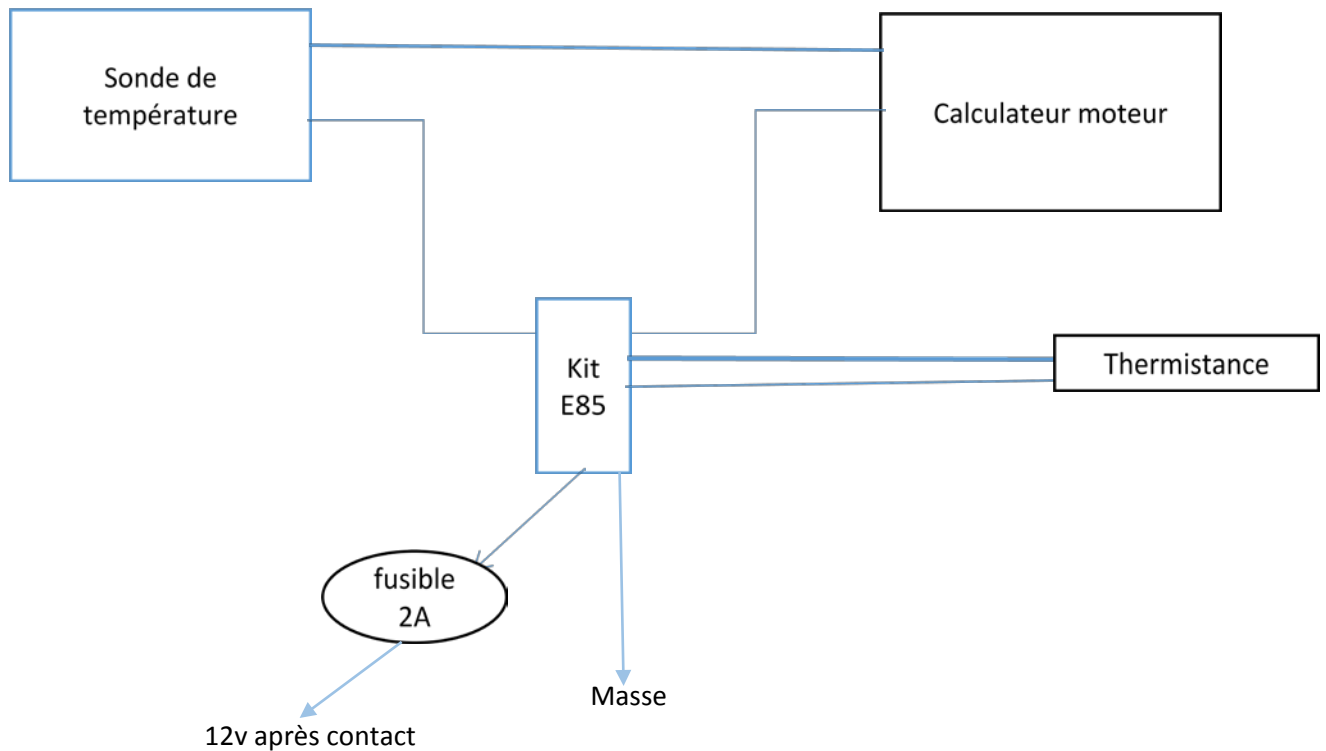 Sonde de
température
Calculateur moteur
Kit
E85
Thermistance
fusible
2A
Masse
12v après contact